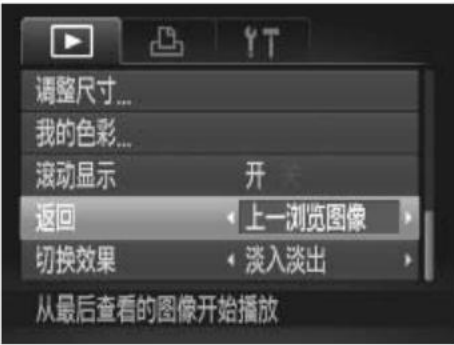 调整尺寸...
我的色彩...
滚动显示 开 关
返回 上一浏览图像
切换效果 淡入淡出
从最后查看的图像开始播放